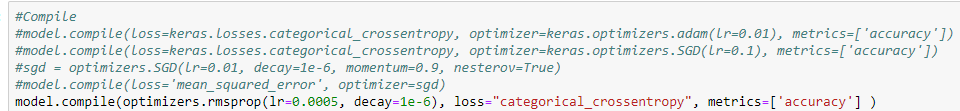 #Compile
#model.compile(loss=keras.losses.categorical_crossentropy, optimizer=keras.optimizers.adam(lr=0.01), metrics=['accuracy'])
#model.compile(loss=keras.losses.categorical_crossentropy, optimizer=keras.optimizers.SGD(lr=0.1), metrics=['accuracy'])
#sgd = optimizers.SGD(lr=0.01, decay=1e-6, momentum=0.9, nesterov=True)
#model.compile(loss='mean_squared_error', optimizer=sgd)
model.compile(optimizers.rmsprop(lr=0.0005, decay=1e-6), loss="categorical_crossentropy", metrics=['accuracy'] )